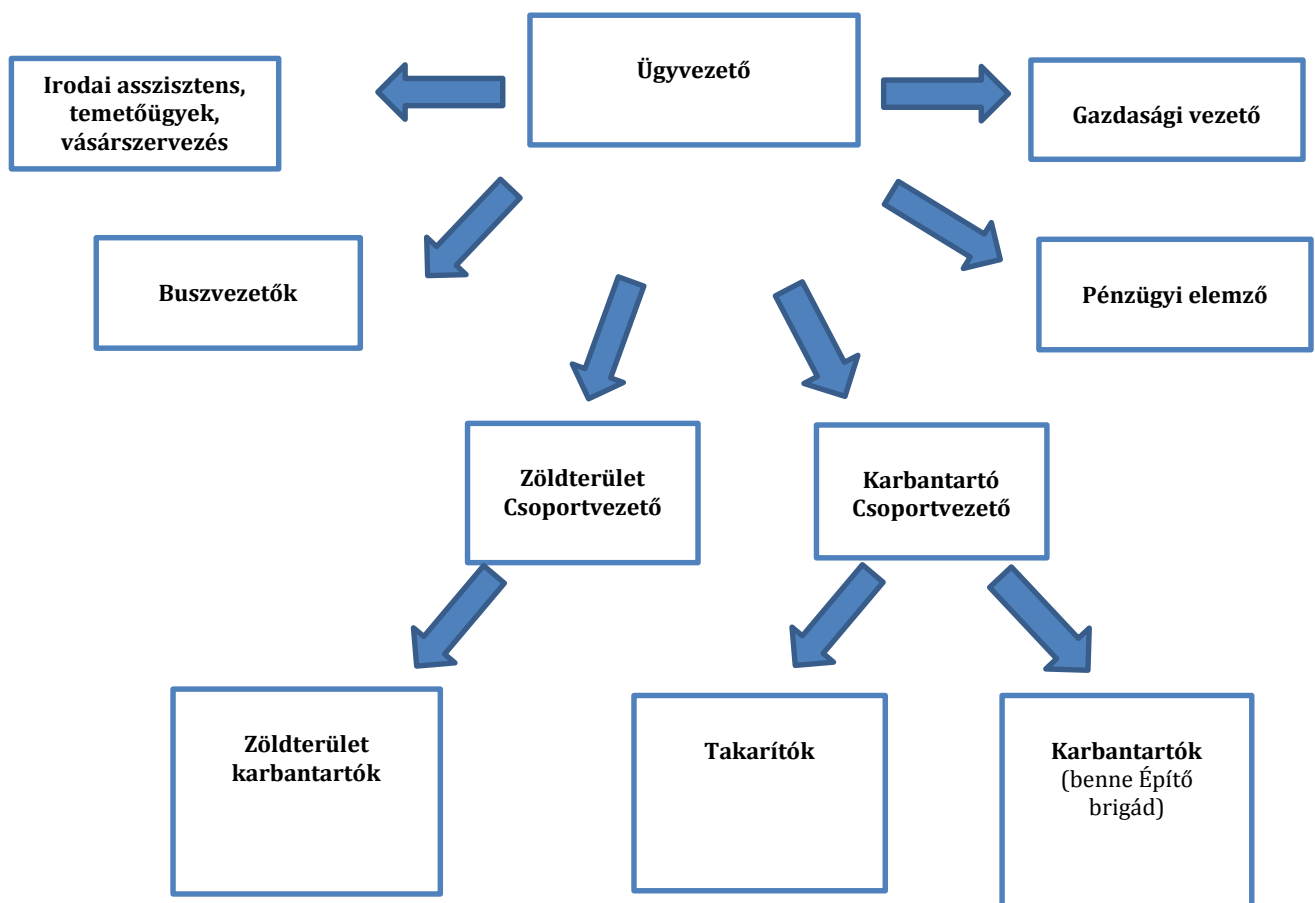 Ügyvezető
Irodai asszisztens,
temetőügyek,
vásárszervezés
Gazdasági vezető
Buszvezetők
Pénzügyi elemző
Zöldterület
Csoportvezető
Karbantartó
Csoportvezető
Zöldterület
karbantartók
Takarítók
Karbantartók
(benne Építő
brigád)